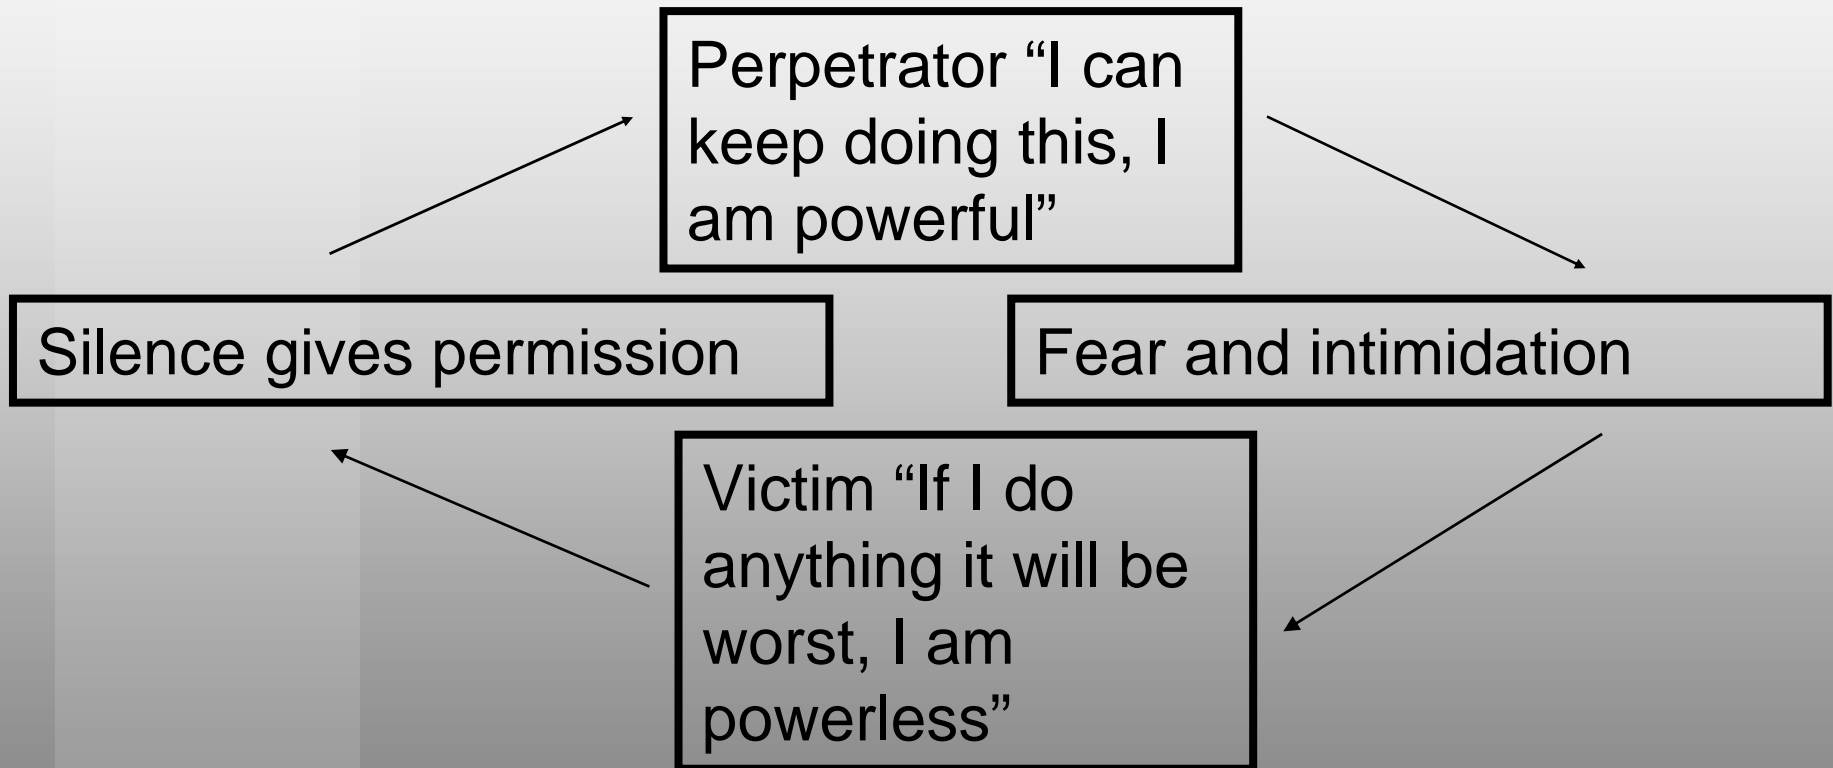 Perpetrator “I can
keep doing this, I
am powerful”
Silence gives permission
Fear and intimidation
Victim “If I do
anything it will be
worst, I am
powerless”